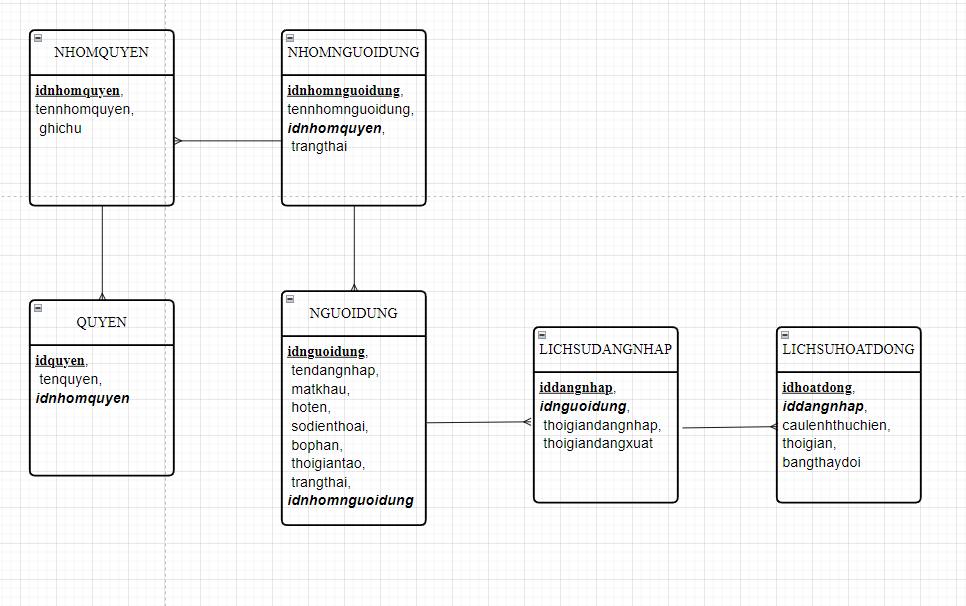 NHOMQUYEN
idnhomquyen,
tennhomquyen,
ghichu
NHOMNGUOIDUNG
idnhomnguoidung,
tennhomnguoidung,
idnhomquyen,
trangthai
QUYEN
idquyen,
tenquyen,
idnhomquyen
NGUOIDUNG
idnguoidung,
tendangnhap,
matkhau,
hoten,
sodienthoai,
bophan,
thoigiantao,
trangthai,
idnhomnguoidung
LICHSUDANGNHAP
iddangnhap,
idnguoidung,
thoigiandangnhap,
thoigiandangxuat
LICHSUHOATDONG
idhoatdong,
iddangnhap,
caulenhthuchien,
thoigian,
bangthaydoi